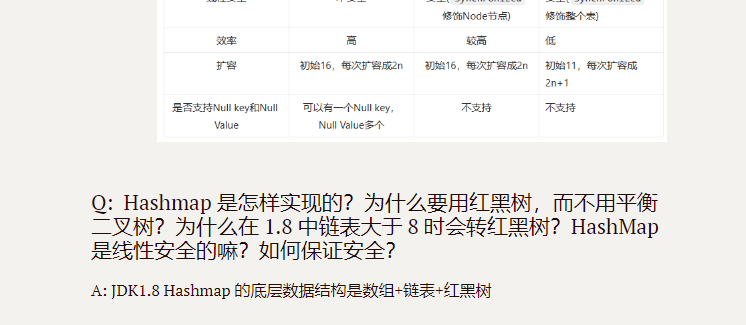 修饰Node节点)
修饰整个表)
效率 高 较高 低
扩容 初始16，每次扩容成2n 初始16，每次扩容成2n 初始11，每次扩容成
2n+1
是否支持Null key和Null 可以有一个Null key， 不支持 不支持
Value Null Value多个
Q: Hashmap 是怎样实现的？为什么要用红黑树，而不用平衡
二叉树？为什么在 1.8 中链表大于 8 时会转红黑树？HashMap
是线性安全的嘛？如何保证安全？
A: JDK1.8 Hashmap 的底层数据结构是数组+链表+红黑树